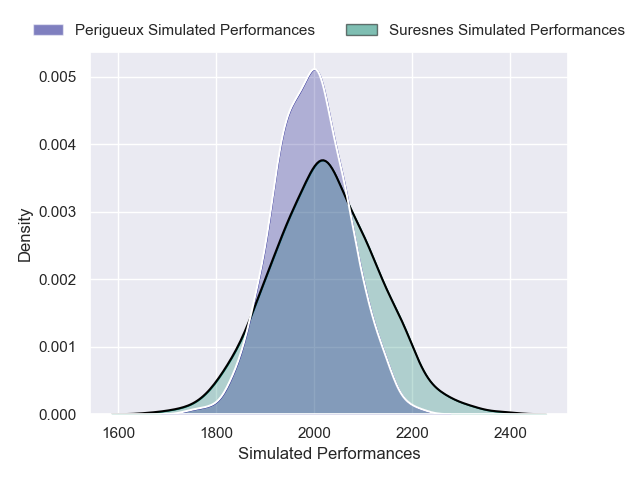 Perigueux Simulated Performances
Suresnes Simulated Performances
0.005
0.004
0.003
0.002
0.001
0.000
Density
1600
1800
2000
2200
2400
Simulated Performances